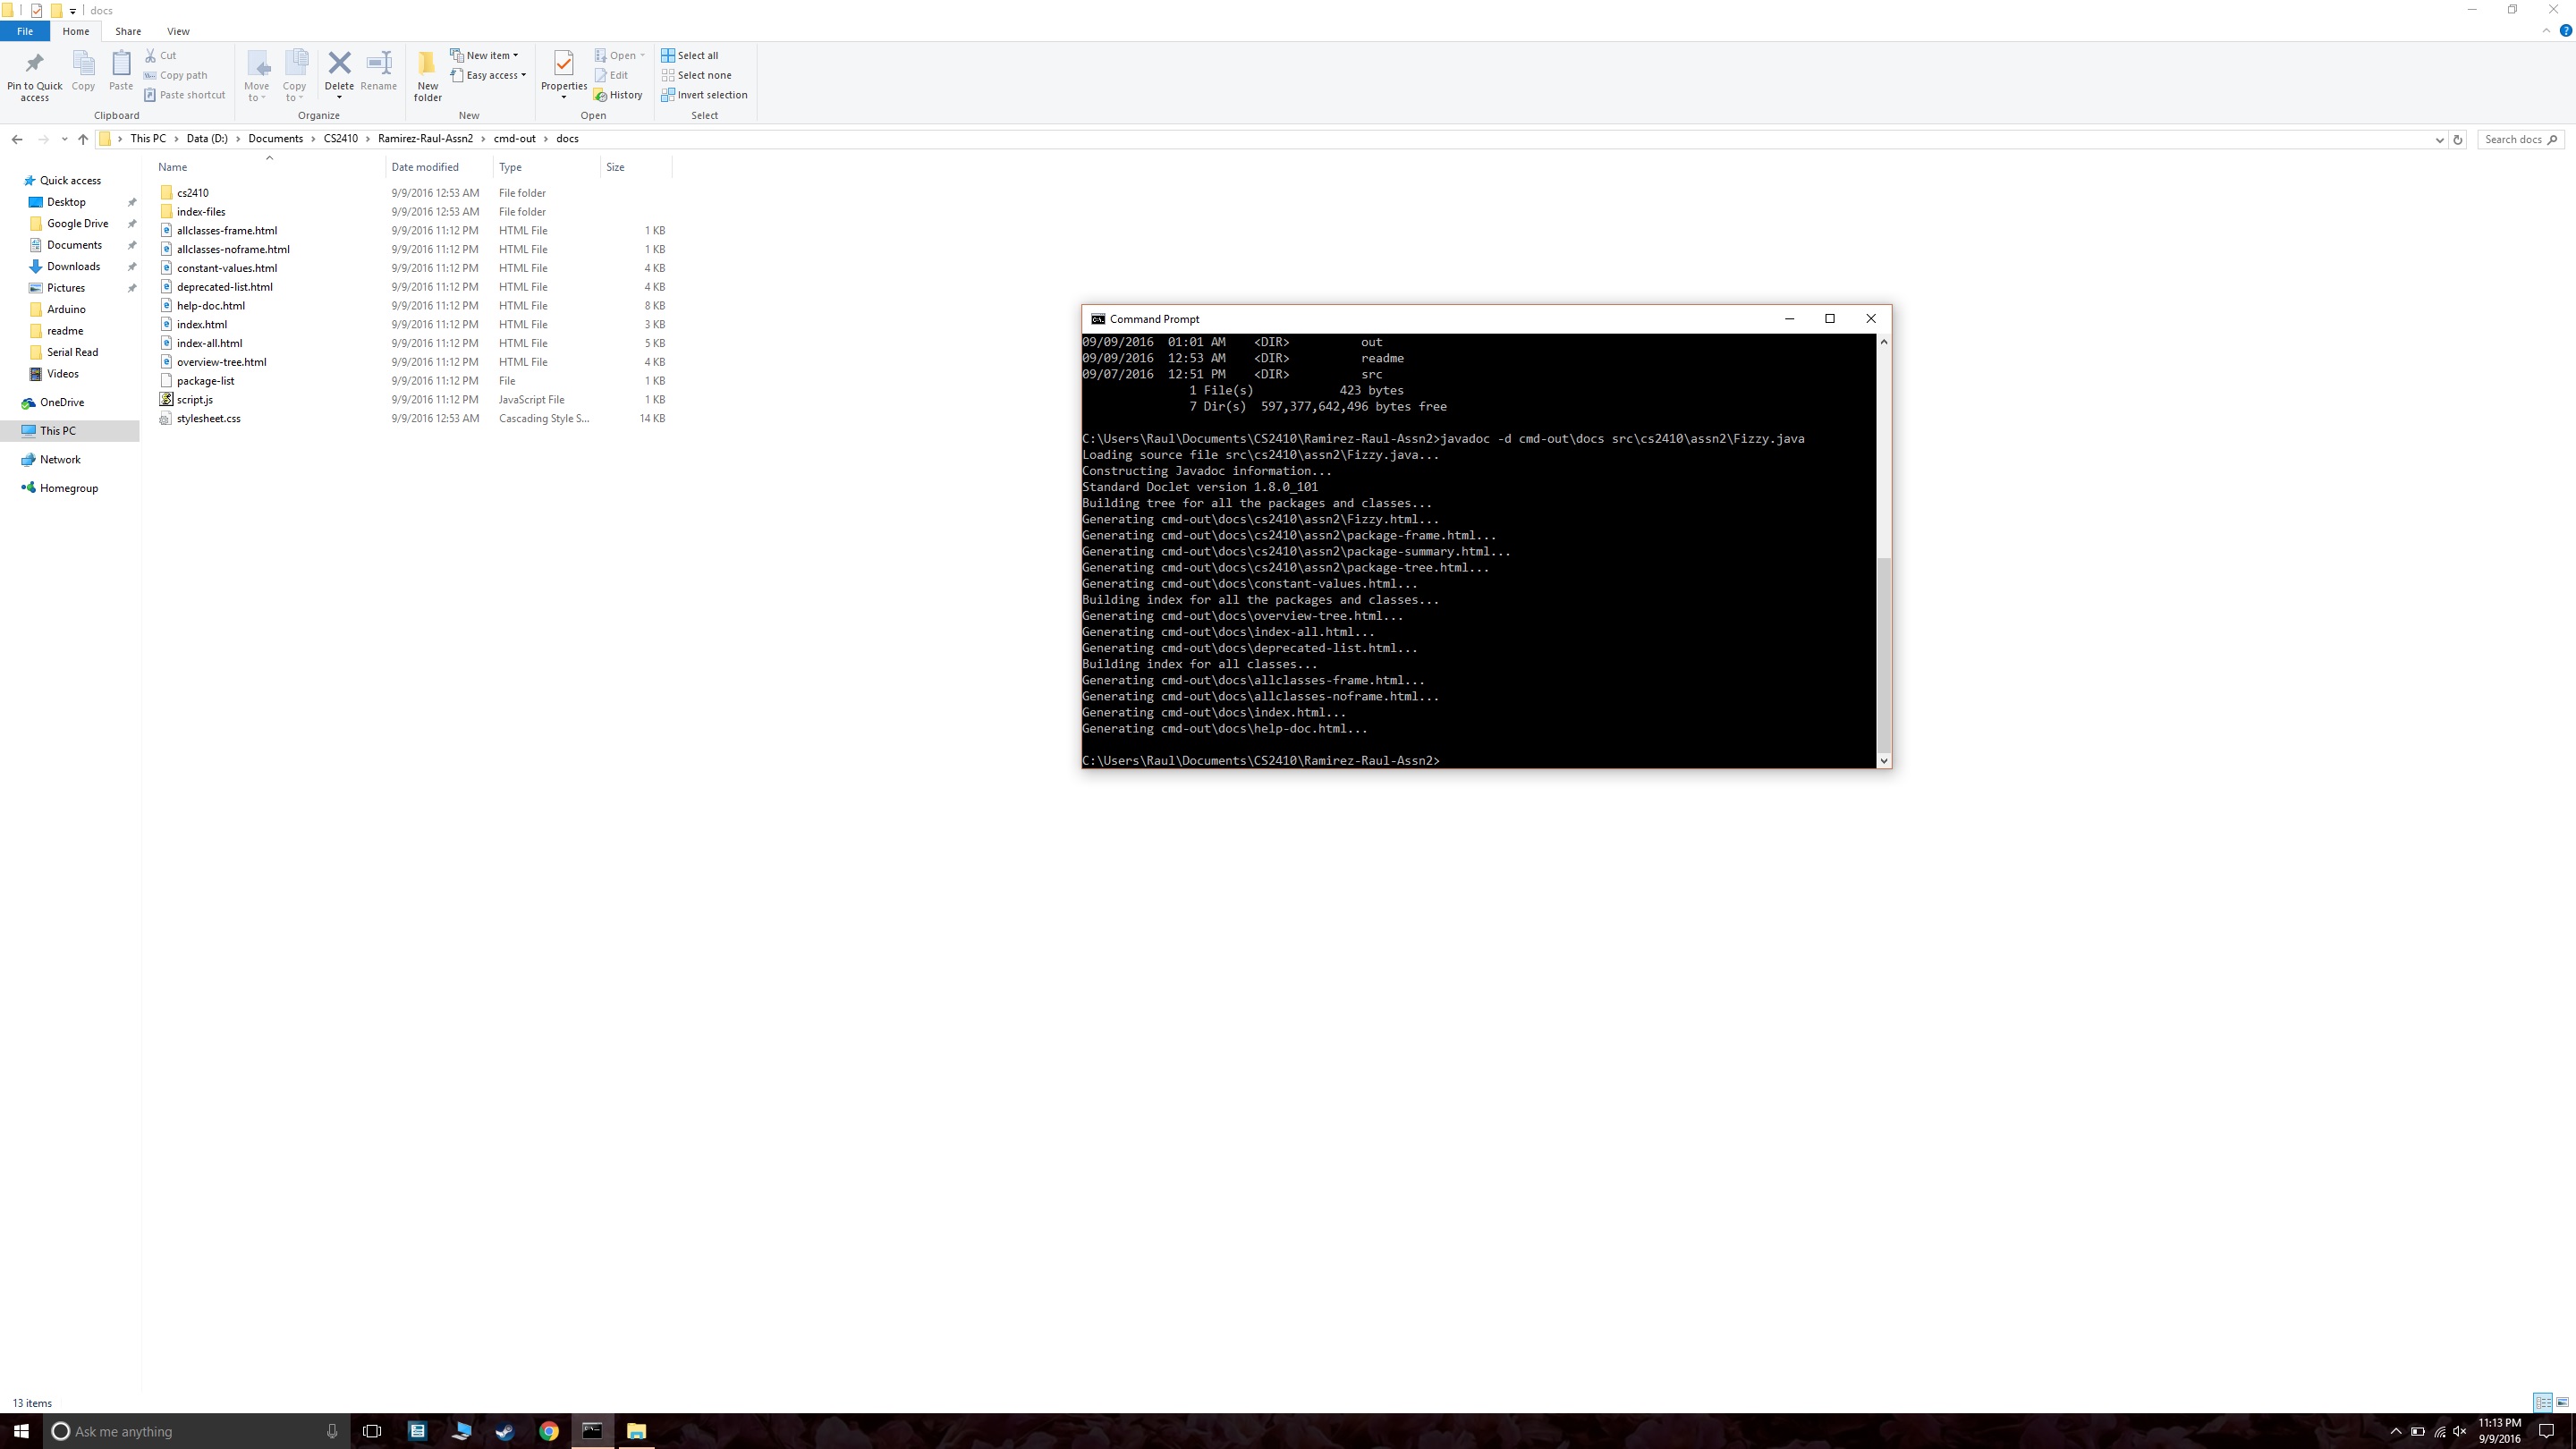 docs
File Home Share View
Pin to Quick access
Copy
Paste
Cut
Copy path
Paste shortcut
Clipboard
Move to
Copy to
Delete
Rename
Organize
New folder
New item
Easy access
New
Properties
Open
Edit
History
Open
Select all
Select none
Invert selection
Select
This PC > Data (D:) > Documents > CS2410 > Ramirez-Raul-Assn2 > cmd-out > docs
Search docs
Quick access
Desktop
Google Drive
Documents
Downloads
Pictures
Arduino
readme
Serial Read
Videos
OneDrive
This PC
Network
Homegroup
Name Date modified Type Size
cs2410 9/9/2016 12:53 AM File folder
index-files 9/9/2016 12:53 AM File folder
allclasses-frame.html 9/9/2016 11:12 PM HTML File 1 KB
allclasses-noframe.html 9/9/2016 11:12 PM HTML File 1 KB
constant-values.html 9/9/2016 11:12 PM HTML File 4 KB
deprecated-list.html 9/9/2016 11:12 PM HTML File 4 KB
help-doc.html 9/9/2016 11:12 PM HTML File 8 KB
index.html 9/9/2016 11:12 PM HTML File 3 KB
index-all.html 9/9/2016 11:12 PM HTML File 5 KB
overview-tree.html 9/9/2016 11:12 PM HTML File 4 KB
package-list 9/9/2016 11:12 PM File 1 KB
script.js 9/9/2016 11:12 PM JavaScript File 1 KB
stylesheet.css 9/9/2016 12:53 AM Cascading Style S... 14 KB
Command Prompt
09/09/2016  01:01 AM    <DIR>          out
09/09/2016  12:53 AM    <DIR>          readme
09/07/2016  12:51 PM    <DIR>          src
1 File(s)            423 bytes
7 Dir(s)  597,377,642,496 bytes free
C:\Users\Raul\Documents\CS2410\Ramirez-Raul-Assn2>javadoc -d cmd-out\docs src\cs2410\assn2\Fizzy.java
Loading source file src\cs2410\assn2\Fizzy.java...
Constructing Javadoc information...
Standard Doclet version 1.8.0_101
Building tree for all the packages and classes...
Generating cmd-out\docs\cs2410\assn2\Fizzy.html...
Generating cmd-out\docs\cs2410\assn2\package-frame.html...
Generating cmd-out\docs\cs2410\assn2\package-summary.html...
Generating cmd-out\docs\cs2410\assn2\package-tree.html...
Generating cmd-out\docs\constant-values.html...
Building index for all the packages and classes...
Generating cmd-out\docs\overview-tree.html...
Generating cmd-out\docs\index-all.html...
Generating cmd-out\docs\deprecated-list.html...
Building index for all classes...
Generating cmd-out\docs\allclasses-frame.html...
Generating cmd-out\docs\allclasses-noframe.html...
Generating cmd-out\docs\index.html...
Generating cmd-out\docs\help-doc.html...
C:\Users\Raul\Documents\CS2410\Ramirez-Raul-Assn2>
13 items
Ask me anything
11:13 PM
9/9/2016